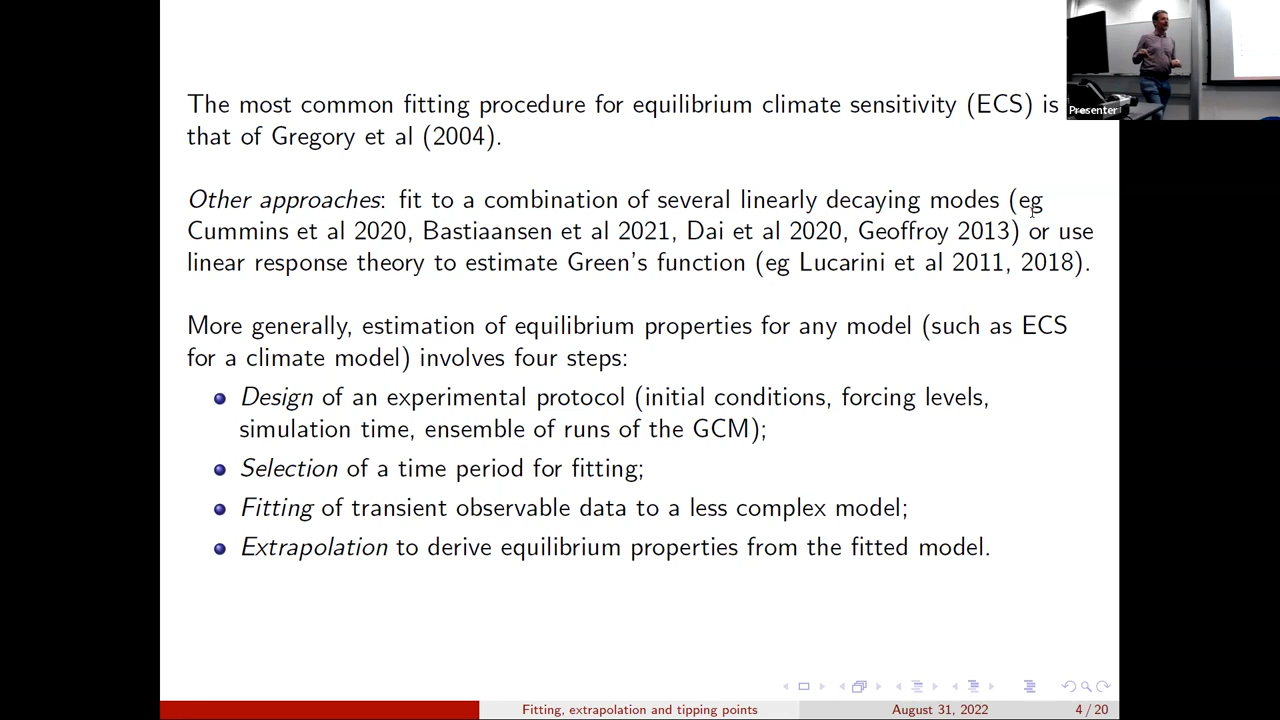 Presenter
The most common fitting procedure for equilibrium climate sensitivity (ECS) is
that of Gregory et al (2004).
Other approaches: fit to a combination of several linearly decaying modes (eg
Cummins et al 2020, Bastiaansen et al 2021, Dai et al 2020, Geoffroy 2013) or use
linear response theory to estimate Green's function (eg Lucarini et al 2011, 2018).
More generally, estimation of equilibrium properties for any model (such as ECS
for a climate model) involves four steps:
Design of an experimental protocol (initial conditions, forcing levels,
simulation time, ensemble of runs of the GCM);
Selection of a time period for fitting;
Fitting of transient observable data to a less complex model;
Extrapolation to derive equilibrium properties from the fitted model.
Fitting, extrapolation and tipping points August 31, 2022 4 / 20